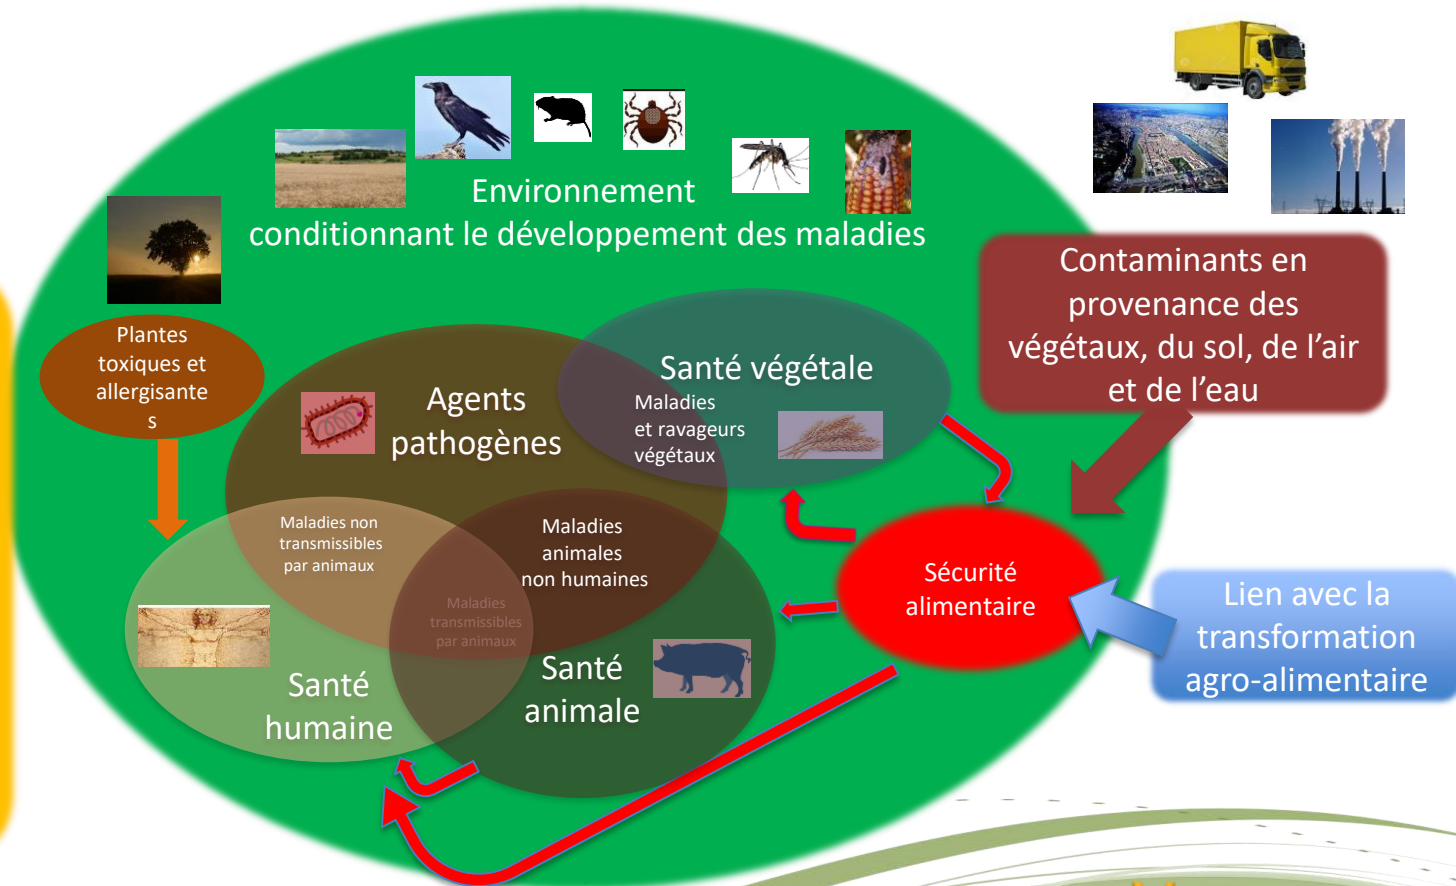 Environnement
conditionnant le développement des maladies
Contaminants en
provenance des
végétaux, du sol, de l’air
et de l’eau
Plantes
toxiques et
allergisante
s
Agents
pathogènes
Santé végétale
Maladies
et ravageurs
végétaux
Maladies non
transmissibles
par animaux
Maladies
animales
non humaines
Maladies
transmissibles
par animaux
Sécurité
alimentaire
Lien avec la
transformation
agro-alimentaire
Santé
humaine
Santé
animale